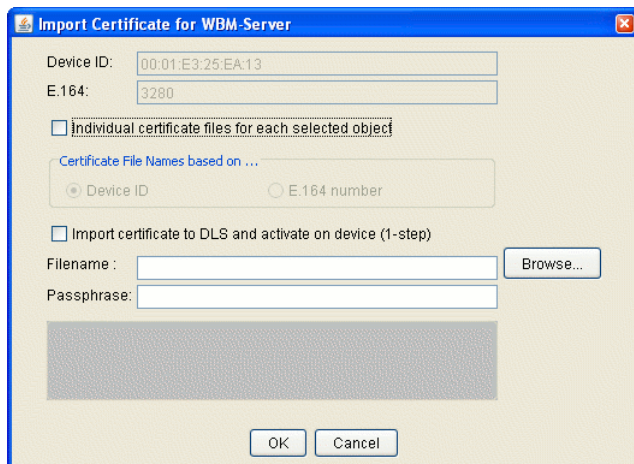 Import Certificate for WBM-Server
Device ID: 00:01:E3:25:EA:13
E.164: 3280
Individual certificate files for each selected object
Certificate File Names based on ...
Device ID E.164 number
Import certificate to DLS and activate on device (1-step)
Filename : Browse...
Passphrase:
OK Cancel